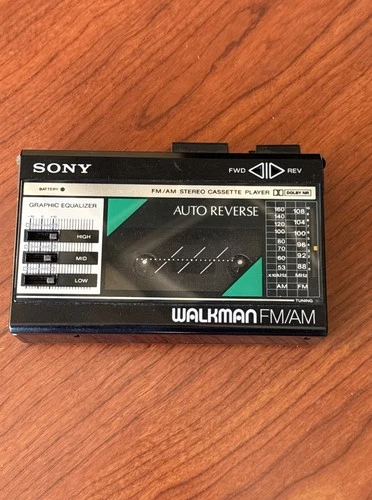 SONY
FWD REV
BATTERY
FM/AM STEREO CASSETTE PLAYER DOLBY NR
GRAPHIC EQUALIZER
AUTO REVERSE
HIGH
MID
LOW
160 108
140 104
120 100
100
80 96
70
60 92
53 88
MHz
AM FM
TUNING
WALKMAN FM/AM